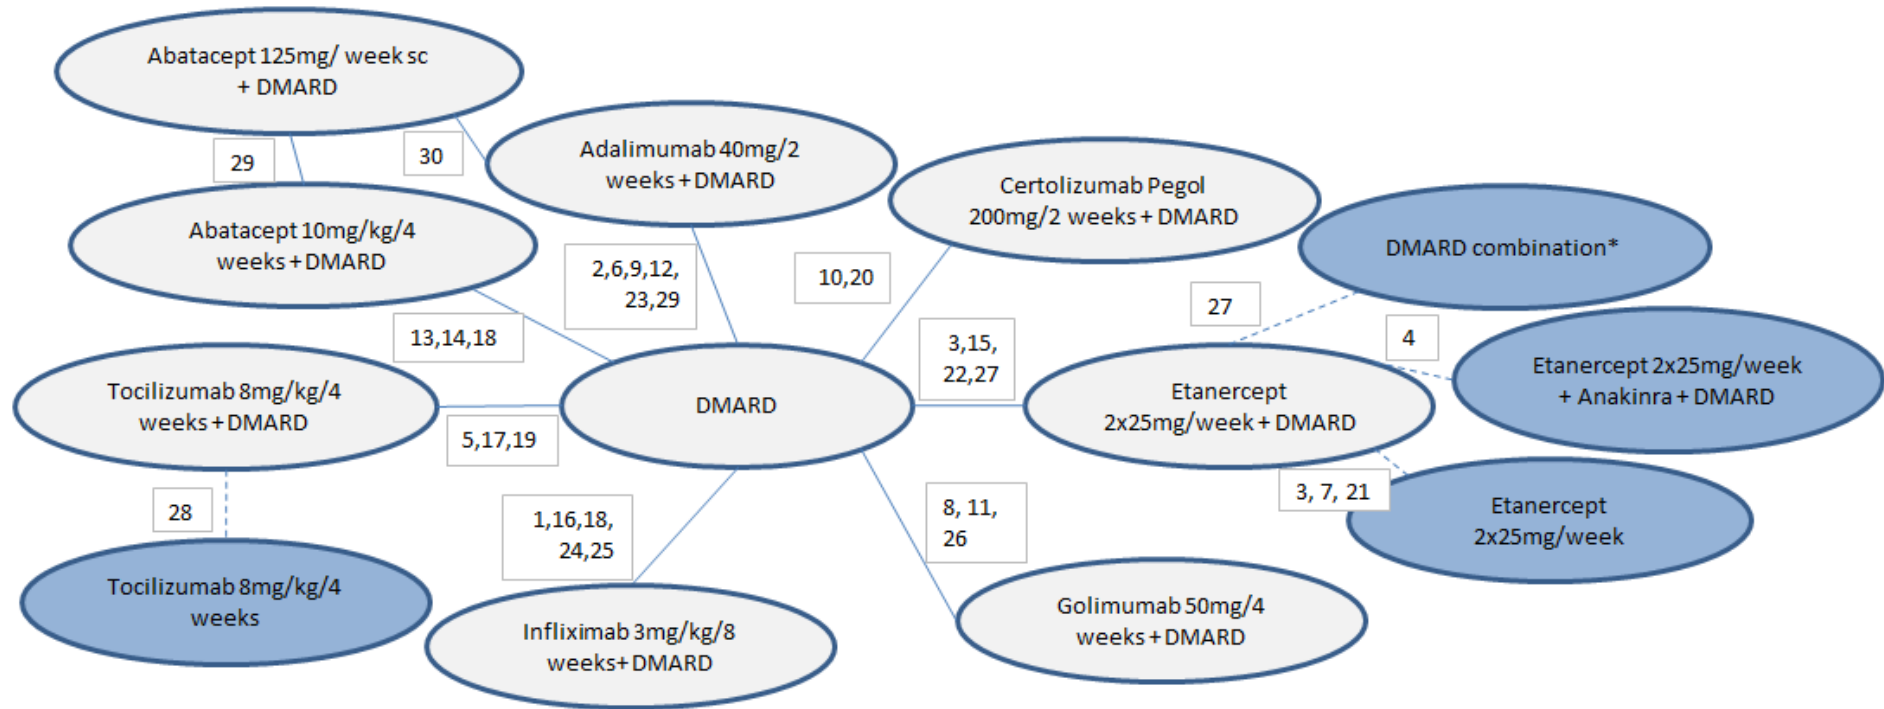 Abatacept 125mg/ week sc
+ DMARD
29
30
Adalimumab 40mg/2
weeks + DMARD
Abatacept 10mg/kg/4
weeks + DMARD
Certolizumab Pegol
200mg/2 weeks + DMARD
DMARD combination*
2,6,9,12,
23,29
10,20
27
13,14,18
3,15,
22,27
4
Etanercept 2x25mg/week
+ Anakinra + DMARD
Tocilizumab 8mg/kg/4
weeks + DMARD
DMARD
Etanercept
2x25mg/week + DMARD
5,17,19
3, 7, 21
28
1,16,18,
24,25
8, 11,
26
Etanercept
2x25mg/week
Tocilizumab 8mg/kg/4
weeks
Infliximab 3mg/kg/8
weeks+ DMARD
Golimumab 50mg/4
weeks + DMARD